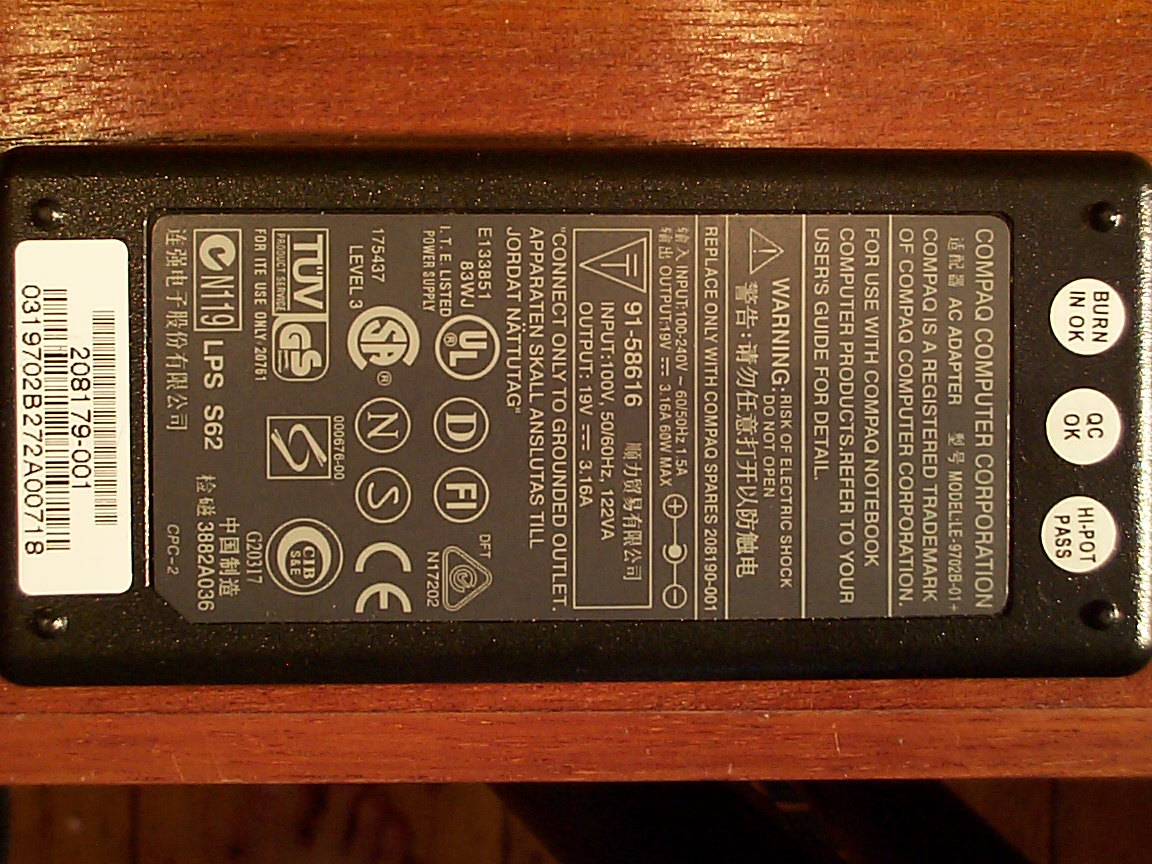 BURN
IN OK
QC
OK
HI-POT
PASS
COMPAQ COMPUTER CORPORATION
适配器 AC ADAPTER 型号 MODEL:LE-9702B-01+
COMPAQ IS A REGISTERED TRADEMARK
OF COMPAQ COMPUTER CORPORATION.
FOR USE WITH COMPAQ NOTEBOOK
COMPUTER PRODUCTS,REFER TO YOUR
USER'S GUIDE FOR DETAIL.
WARNING: RISK OF ELECTRIC SHOCK
DO NOT OPEN
警告:请勿任意打开以防触电
REPLACE ONLY WITH COMPAQ SPARES 208190-001
输入 INPUT:100-240V ~ 60/50Hz 1.5A
输出 OUTPUT:19V ⎓ 3.16A 60W MAX
T
91-58616 顺力贸易有限公司
INPUT:100V, 50/60Hz, 122VA
OUTPUT: 19V ⎓ 3.16A
"CONNECT ONLY TO GROUNDED OUTLET.
APPARATEN SKALL ANSLUTAS TILL
JORDAT NÄTTUTAG"
E133851
83WJ
I.T.E. LISTED
POWER SUPPLY
UL ®
D
FI
DFT
N17202
175437
LEVEL 3
SA ®
N
S
CE
TÜV
PRODUCT SERVICE
GS
FOR ITE USE ONLY 20761
000676-00
S
CIB
S&E
G20317
中国制造
N119
LPS S62
检磁 3882A036
连强电子股份有限公司
CPC-2
208179-001
0319702B272A00718